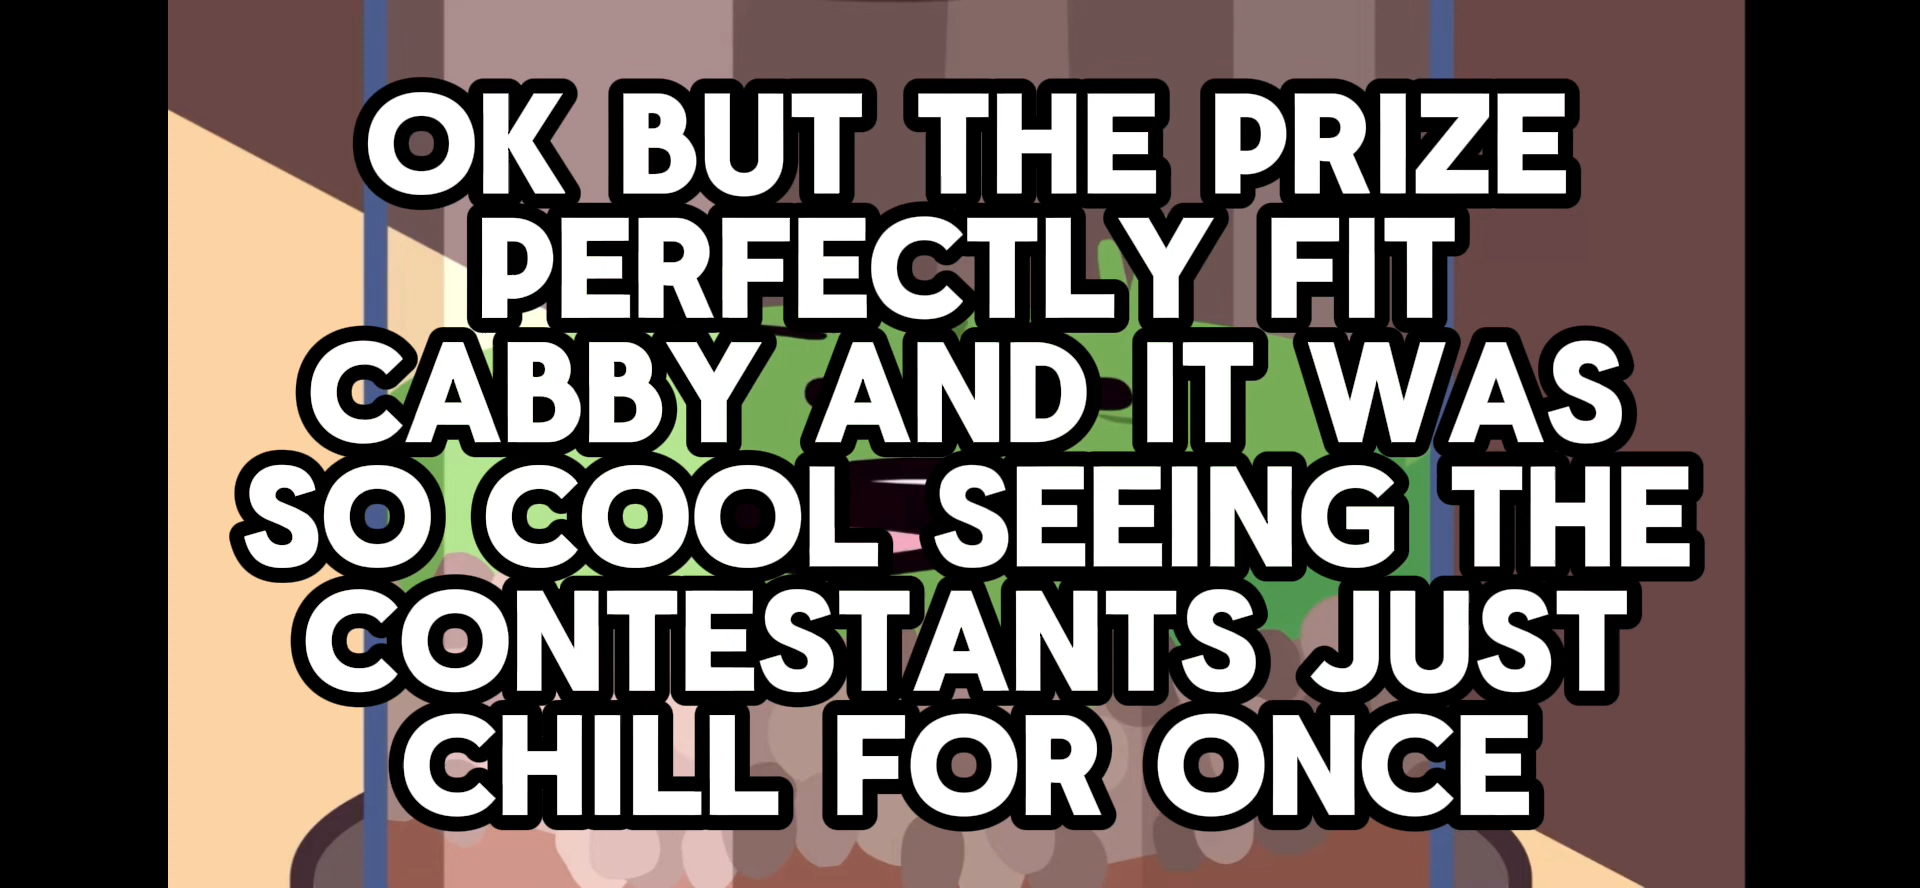 OK BUT THE PRIZE
PERFECTLY FIT
CABBY AND IT WAS
SO COOL SEEING THE
CONTESTANTS JUST
CHILL FOR ONCE